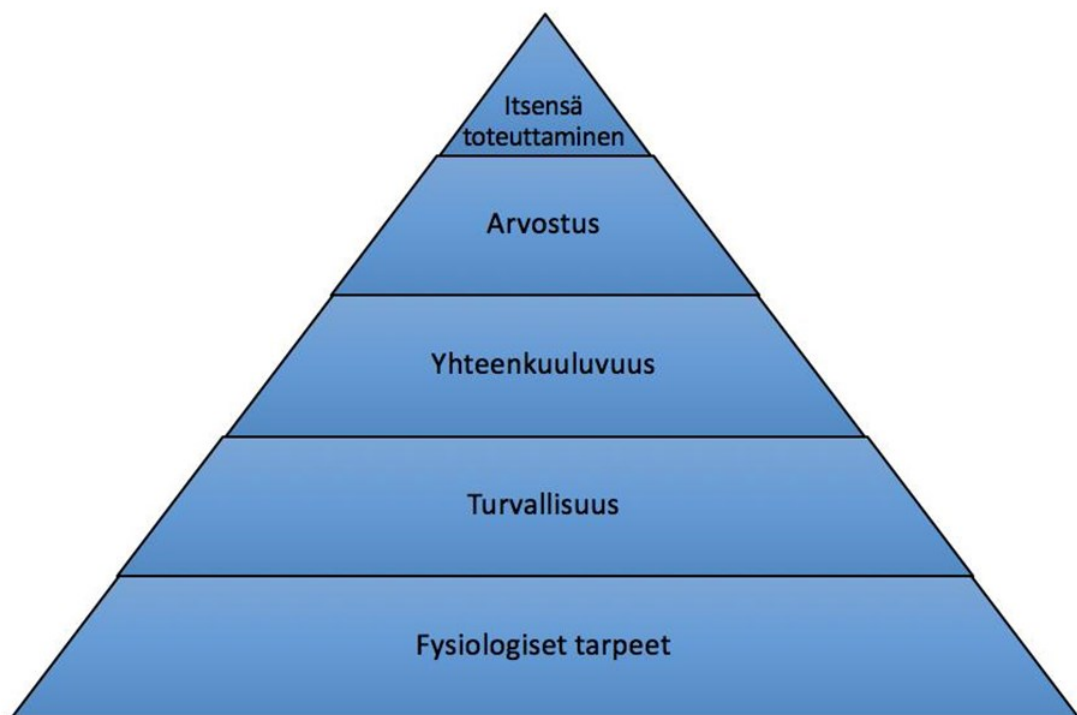 Itsensä
toteuttaminen
Arvostus
Yhteenkuuluvuus
Turvallisuus
Fysiologiset tarpeet